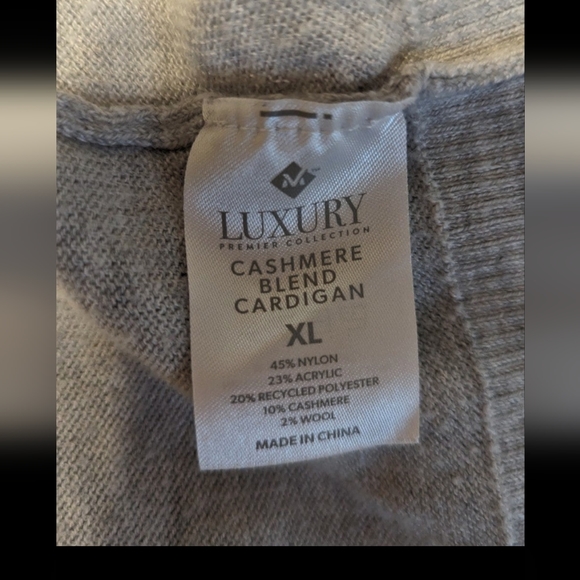 LUXURY
PREMIER COLLECTION
CASHMERE
BLEND
CARDIGAN
XL
45% NYLON
23% ACRYLIC
20% RECYCLED POLYESTER
10% CASHMERE
2% WOOL
MADE IN CHINA